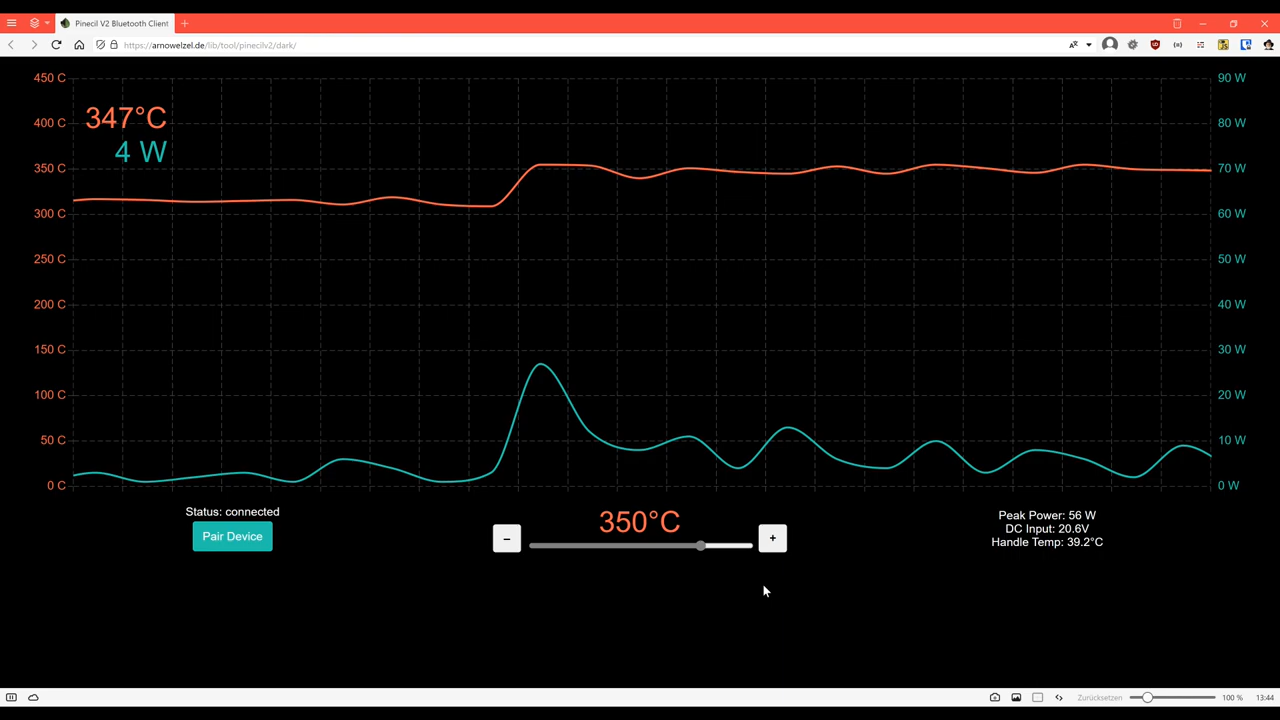 Pinecil V2 Bluetooth Client
https://arnowelzel.de/lib/tool/pinecilv2/dark/
450 C
90 W
347°C
400 C
80 W
4 W
350 C
70 W
300 C
60 W
250 C
50 W
200 C
40 W
150 C
30 W
100 C
20 W
50 C
10 W
0 C
0 W
Status: connected
Pair Device
350°C
–
+
Peak Power: 56 W
DC Input: 20.6V
Handle Temp: 39.2°C
Zurücksetzen
100 %
13:44